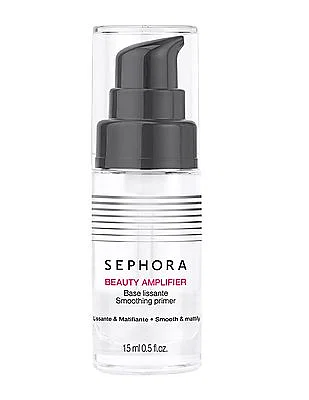 SEPHORA
BEAUTY AMPLIFIER
Base lissante
Smoothing primer
Lissante & Matifiante • Smooth & mattify
15 ml 0.5 fl.oz.